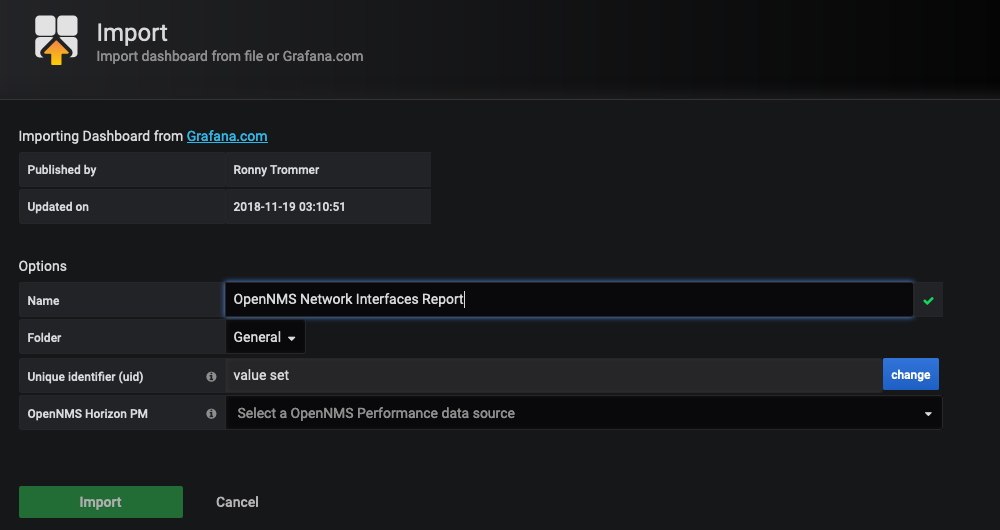 Import
Import dashboard from file or Grafana.com
Importing Dashboard from Grafana.com
Published by Ronny Trommer
Updated on 2018-11-19 03:10:51
Options
Name OpenNMS Network Interfaces Report
Folder General
Unique identifier (uid) value set change
OpenNMS Horizon PM Select a OpenNMS Performance data source
Import Cancel